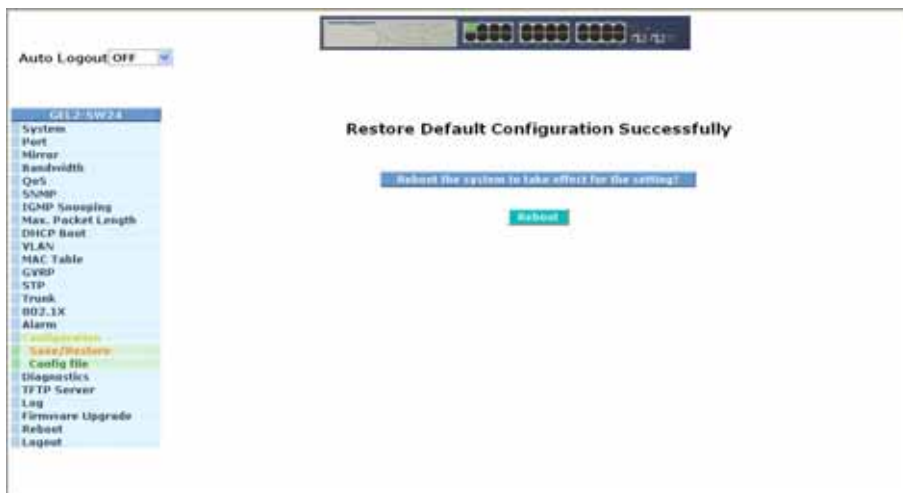 Auto Logout OFF
GEL2-SW24
System
Port
Mirror
Bandwidth
QoS
SNMP
IGMP Snooping
Max. Packet Length
DHCP Boot
VLAN
MAC Table
GVRP
STP
Trunk
802.1X
Alarm
Configuration
Save/Restore
Config file
Diagnostics
TFTP Server
Log
Firmware Upgrade
Reboot
Logout
Restore Default Configuration Successfully
Reboot the system to take effect for the setting?
Reboot